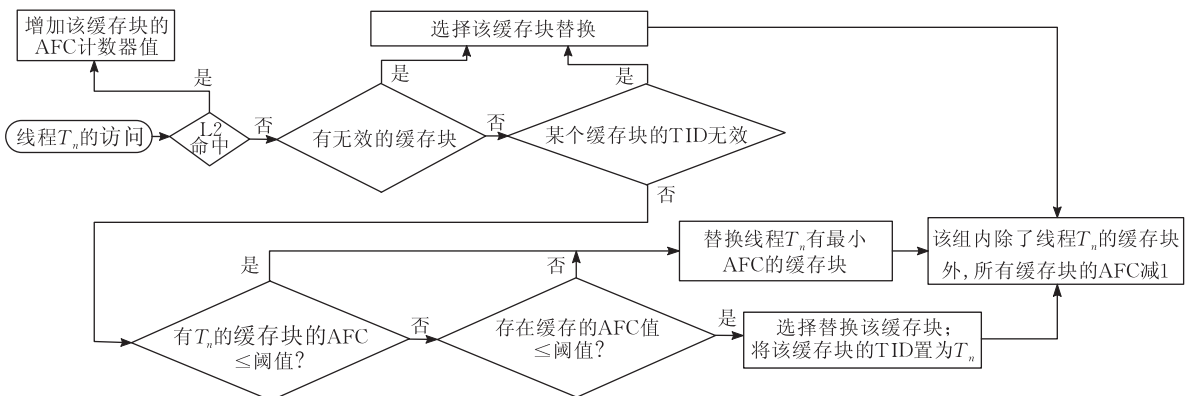 增加该缓存块的
AFC计数器值
选择该缓存块替换
是
是
是
线程Tn的访问
L2
命中
否
有无效的缓存块
否
某个缓存块的TID无效
否
替换线程Tn有最小
AFC的缓存块
该组内除了线程Tn的缓存块
外,所有缓存块的AFC减1
是
否
有Tn的缓存块的AFC
≤阈值?
否
存在缓存的AFC值
≤阈值?
是
选择替换该缓存块;
将该缓存块的TID置为Tn